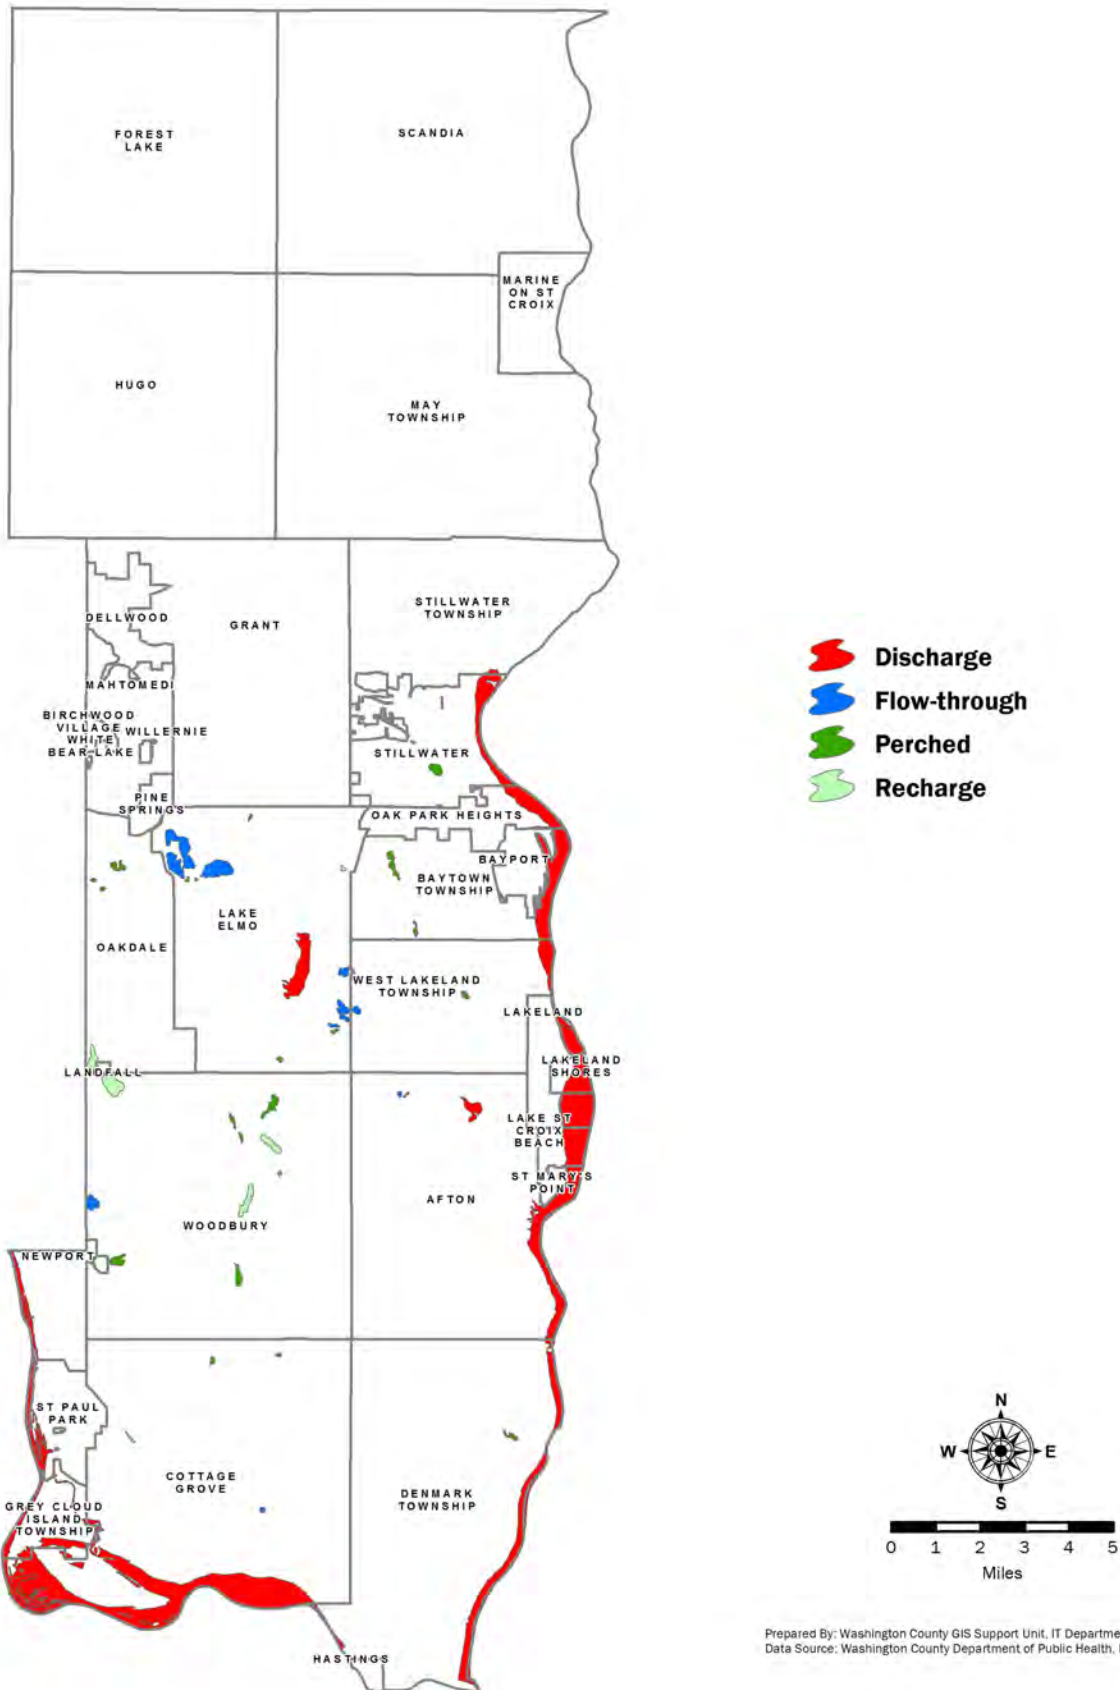 FOREST
LAKE
SCANDIA
MARINE
ON ST
CROIX
HUGO
MAY
TOWNSHIP
STILLWATER
TOWNSHIP
DELLWOOD
GRANT
MAHTOMEDI
BIRCHWOOD
VILLAGE
WHITE
BEAR LAKE
WILLERNIE
STILLWATER
PINE
SPRINGS
OAK PARK HEIGHTS
BAYPORT
BAYTOWN
TOWNSHIP
LAKE
ELMO
OAKDALE
WEST LAKELAND
TOWNSHIP
LAKELAND
LAKELAND
SHORES
LANDFALL
LAKE ST
CROIX
BEACH
ST MARY'S
POINT
AFTON
WOODBURY
NEWPORT
ST PAUL
PARK
COTTAGE
GROVE
DENMARK
TOWNSHIP
GREY CLOUD
ISLAND
TOWNSHIP
HASTINGS
Discharge
Flow-through
Perched
Recharge
N
W E
S
0 1 2 3 4 5
Miles
Prepared By: Washington County GIS Support Unit, IT Departme
Data Source: Washington County Department of Public Health,